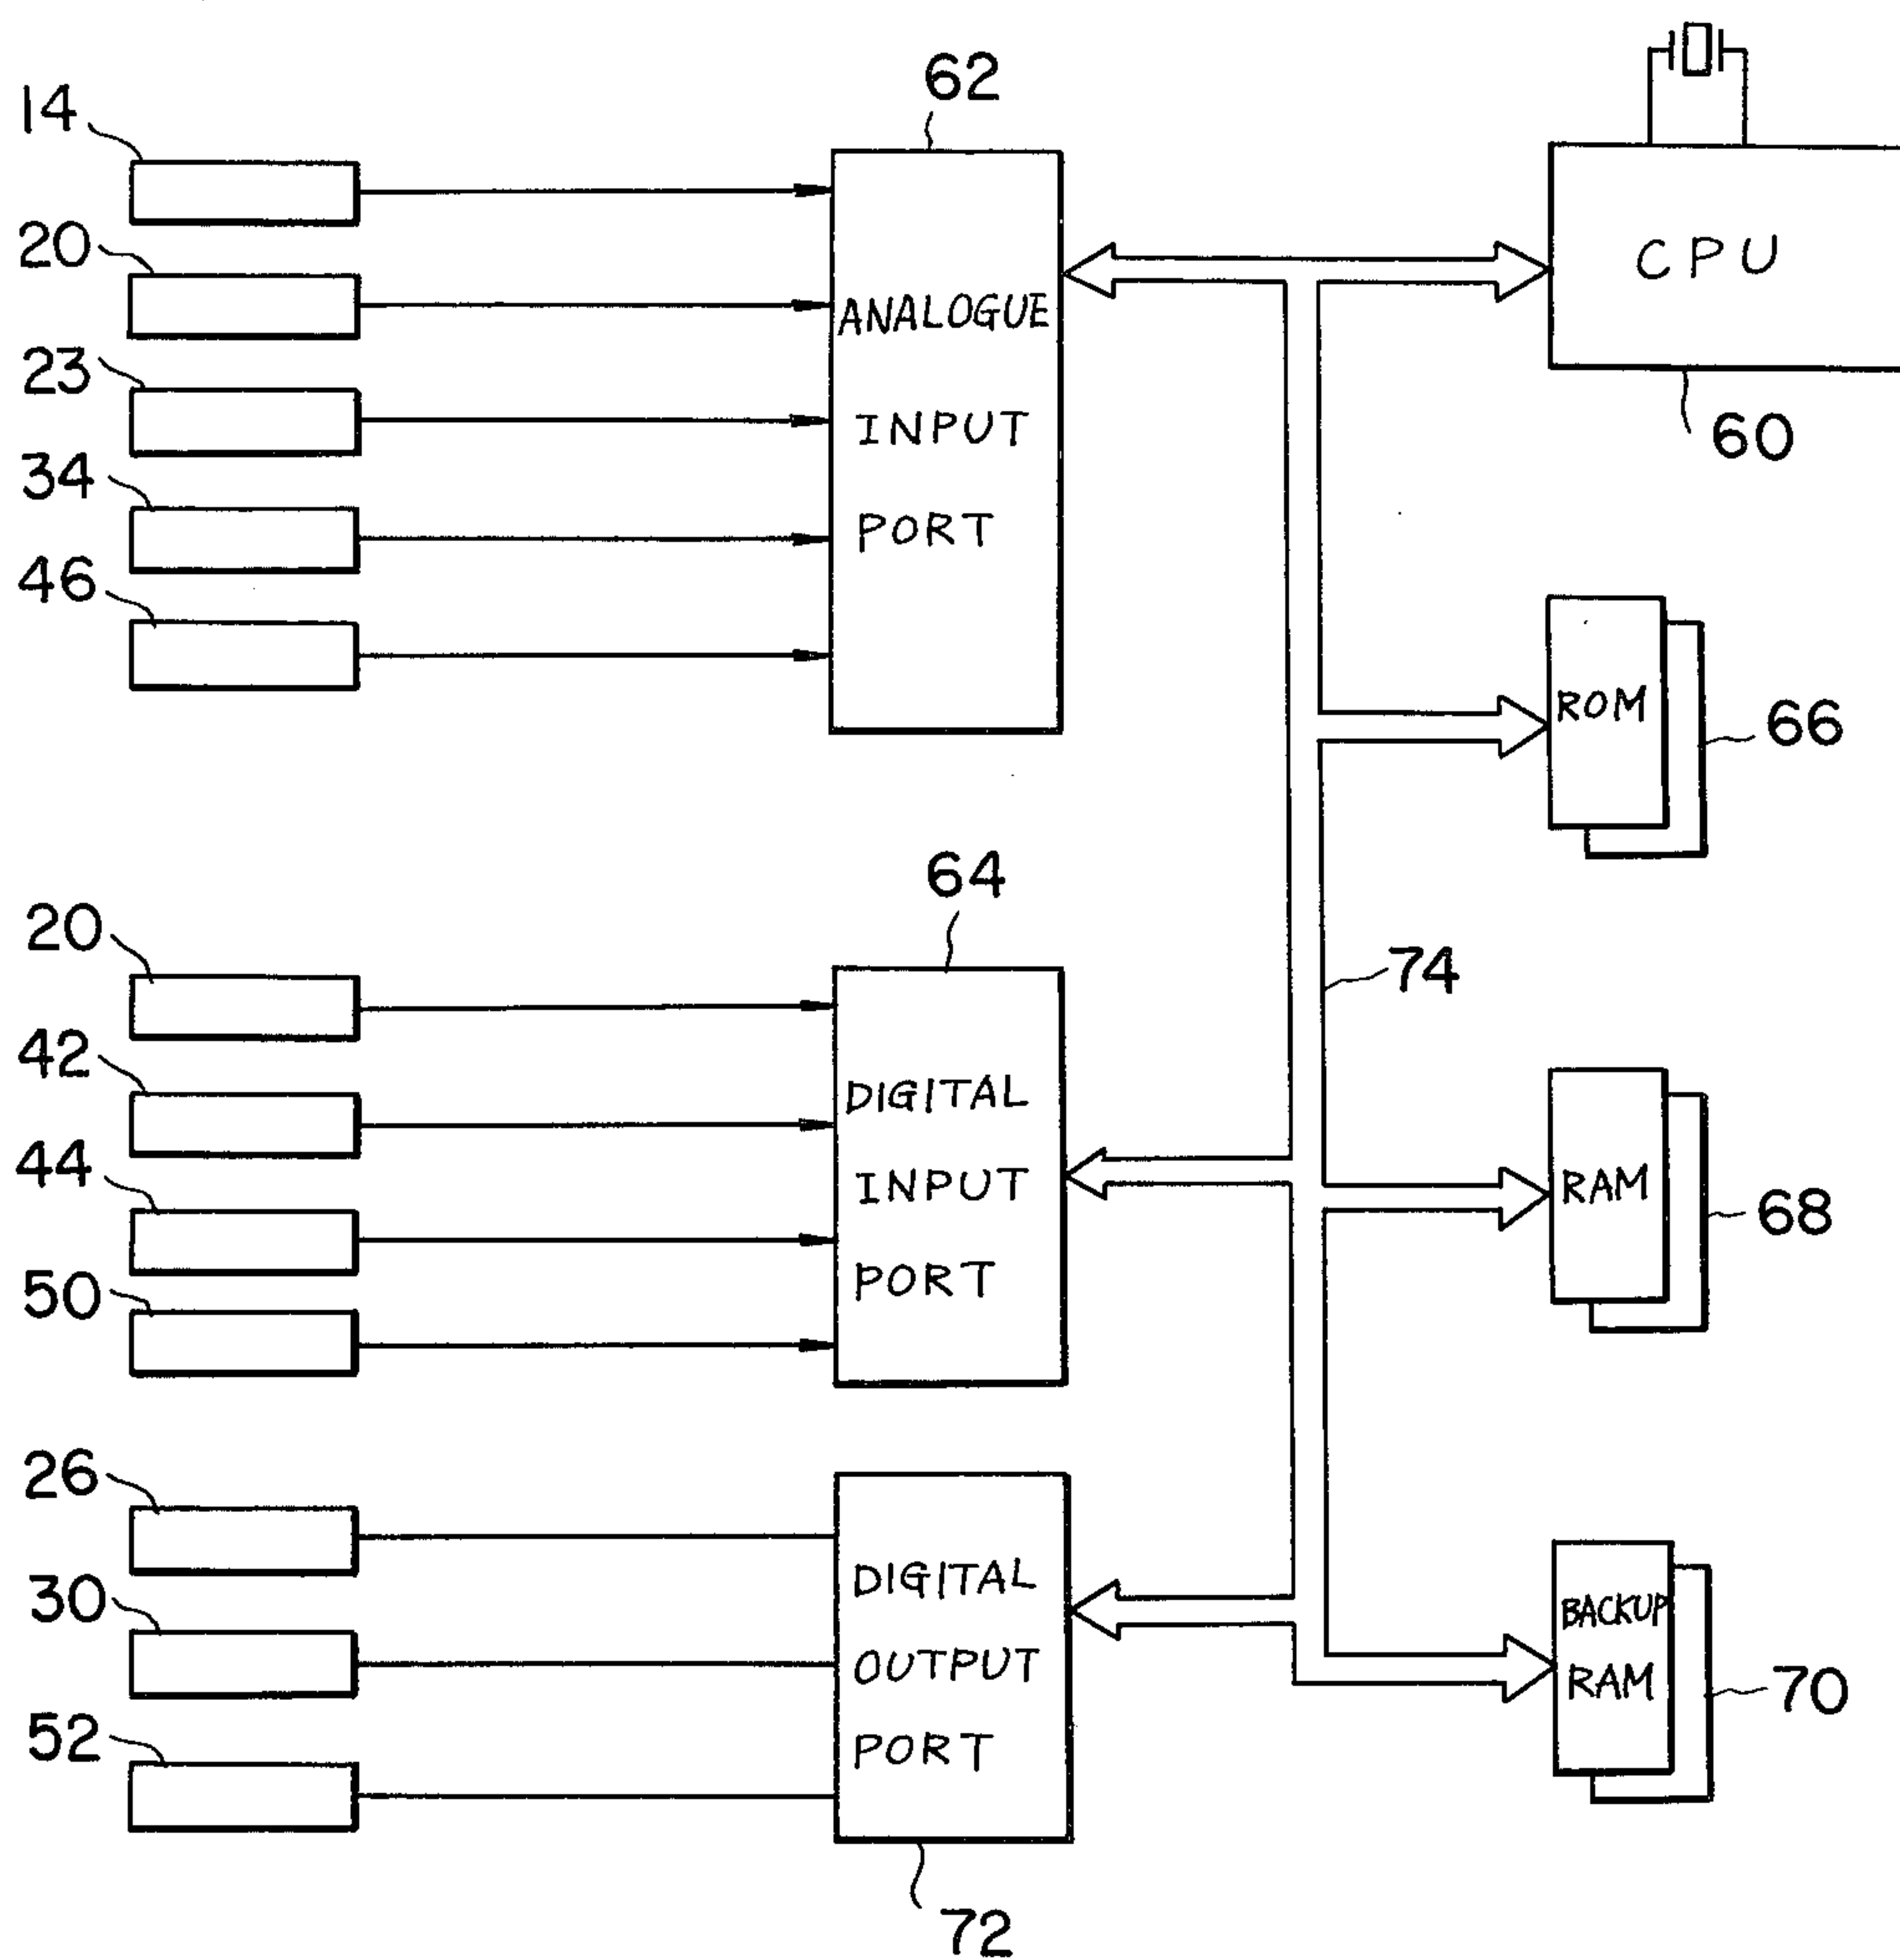 14
20
23
34
46
62
ANALOGUE
INPUT
PORT
CPU
60
ROM
66
20
42
44
50
64
DIGITAL
INPUT
PORT
74
RAM
68
26
30
52
DIGITAL
OUTPUT
PORT
72
BACKUP
RAM
70